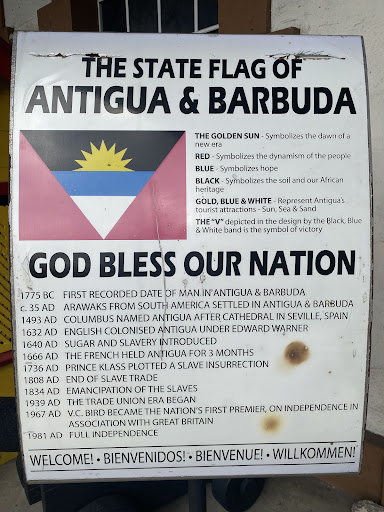 THE STATE FLAG OF
ANTIGUA & BARBUDA
THE GOLDEN SUN - Symbolizes the dawn of a
new era
RED - Symbolizes the dynamism of the people
BLUE - Symbolizes hope
BLACK - Symbolizes the soil and our African
heritage
GOLD, BLUE & WHITE - Represent Antigua's
tourist attractions - Sun, Sea & Sand
THE "V" depicted in the design by the Black, Blue
& White band is the symbol of victory
GOD BLESS OUR NATION
1775 BC FIRST RECORDED DATE OF MAN IN ANTIGUA & BARBUDA
c. 35 AD ARAWAKS FROM SOUTH AMERICA SETTLED IN ANTIGUA & BARBUDA
1493 AD COLUMBUS NAMED ANTIGUA AFTER CATHEDRAL IN SEVILLE, SPAIN
1632 AD ENGLISH COLONISED ANTIGUA UNDER EDWARD WARNER
1640 AD SUGAR AND SLAVERY INTRODUCED
1666 AD THE FRENCH HELD ANTIGUA FOR 3 MONTHS
1736 AD PRINCE KLASS PLOTTED A SLAVE INSURRECTION
1808 AD END OF SLAVE TRADE
1834 AD EMANCIPATION OF THE SLAVES
1939 AD THE TRADE UNION ERA BEGAN
1967 AD V.C. BIRD BECAME THE NATION'S FIRST PREMIER, ON INDEPENDENCE IN
ASSOCIATION WITH GREAT BRITAIN
1981 AD FULL INDEPENDENCE
WELCOME! • BIENVENIDOS! • BIENVENUE! • WILLKOMMEN!